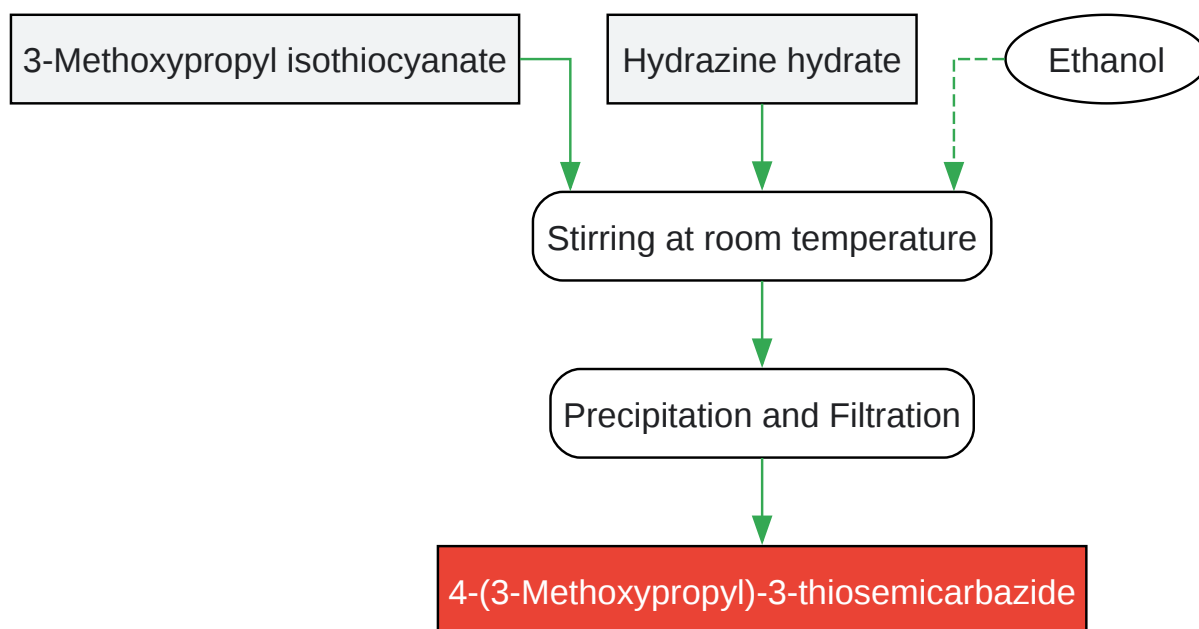 3-Methoxypropyl isothiocyanate
Hydrazine hydrate
Ethanol
Stirring at room temperature
Precipitation and Filtration
4-(3-Methoxypropyl)-3-thiosemicarbazide